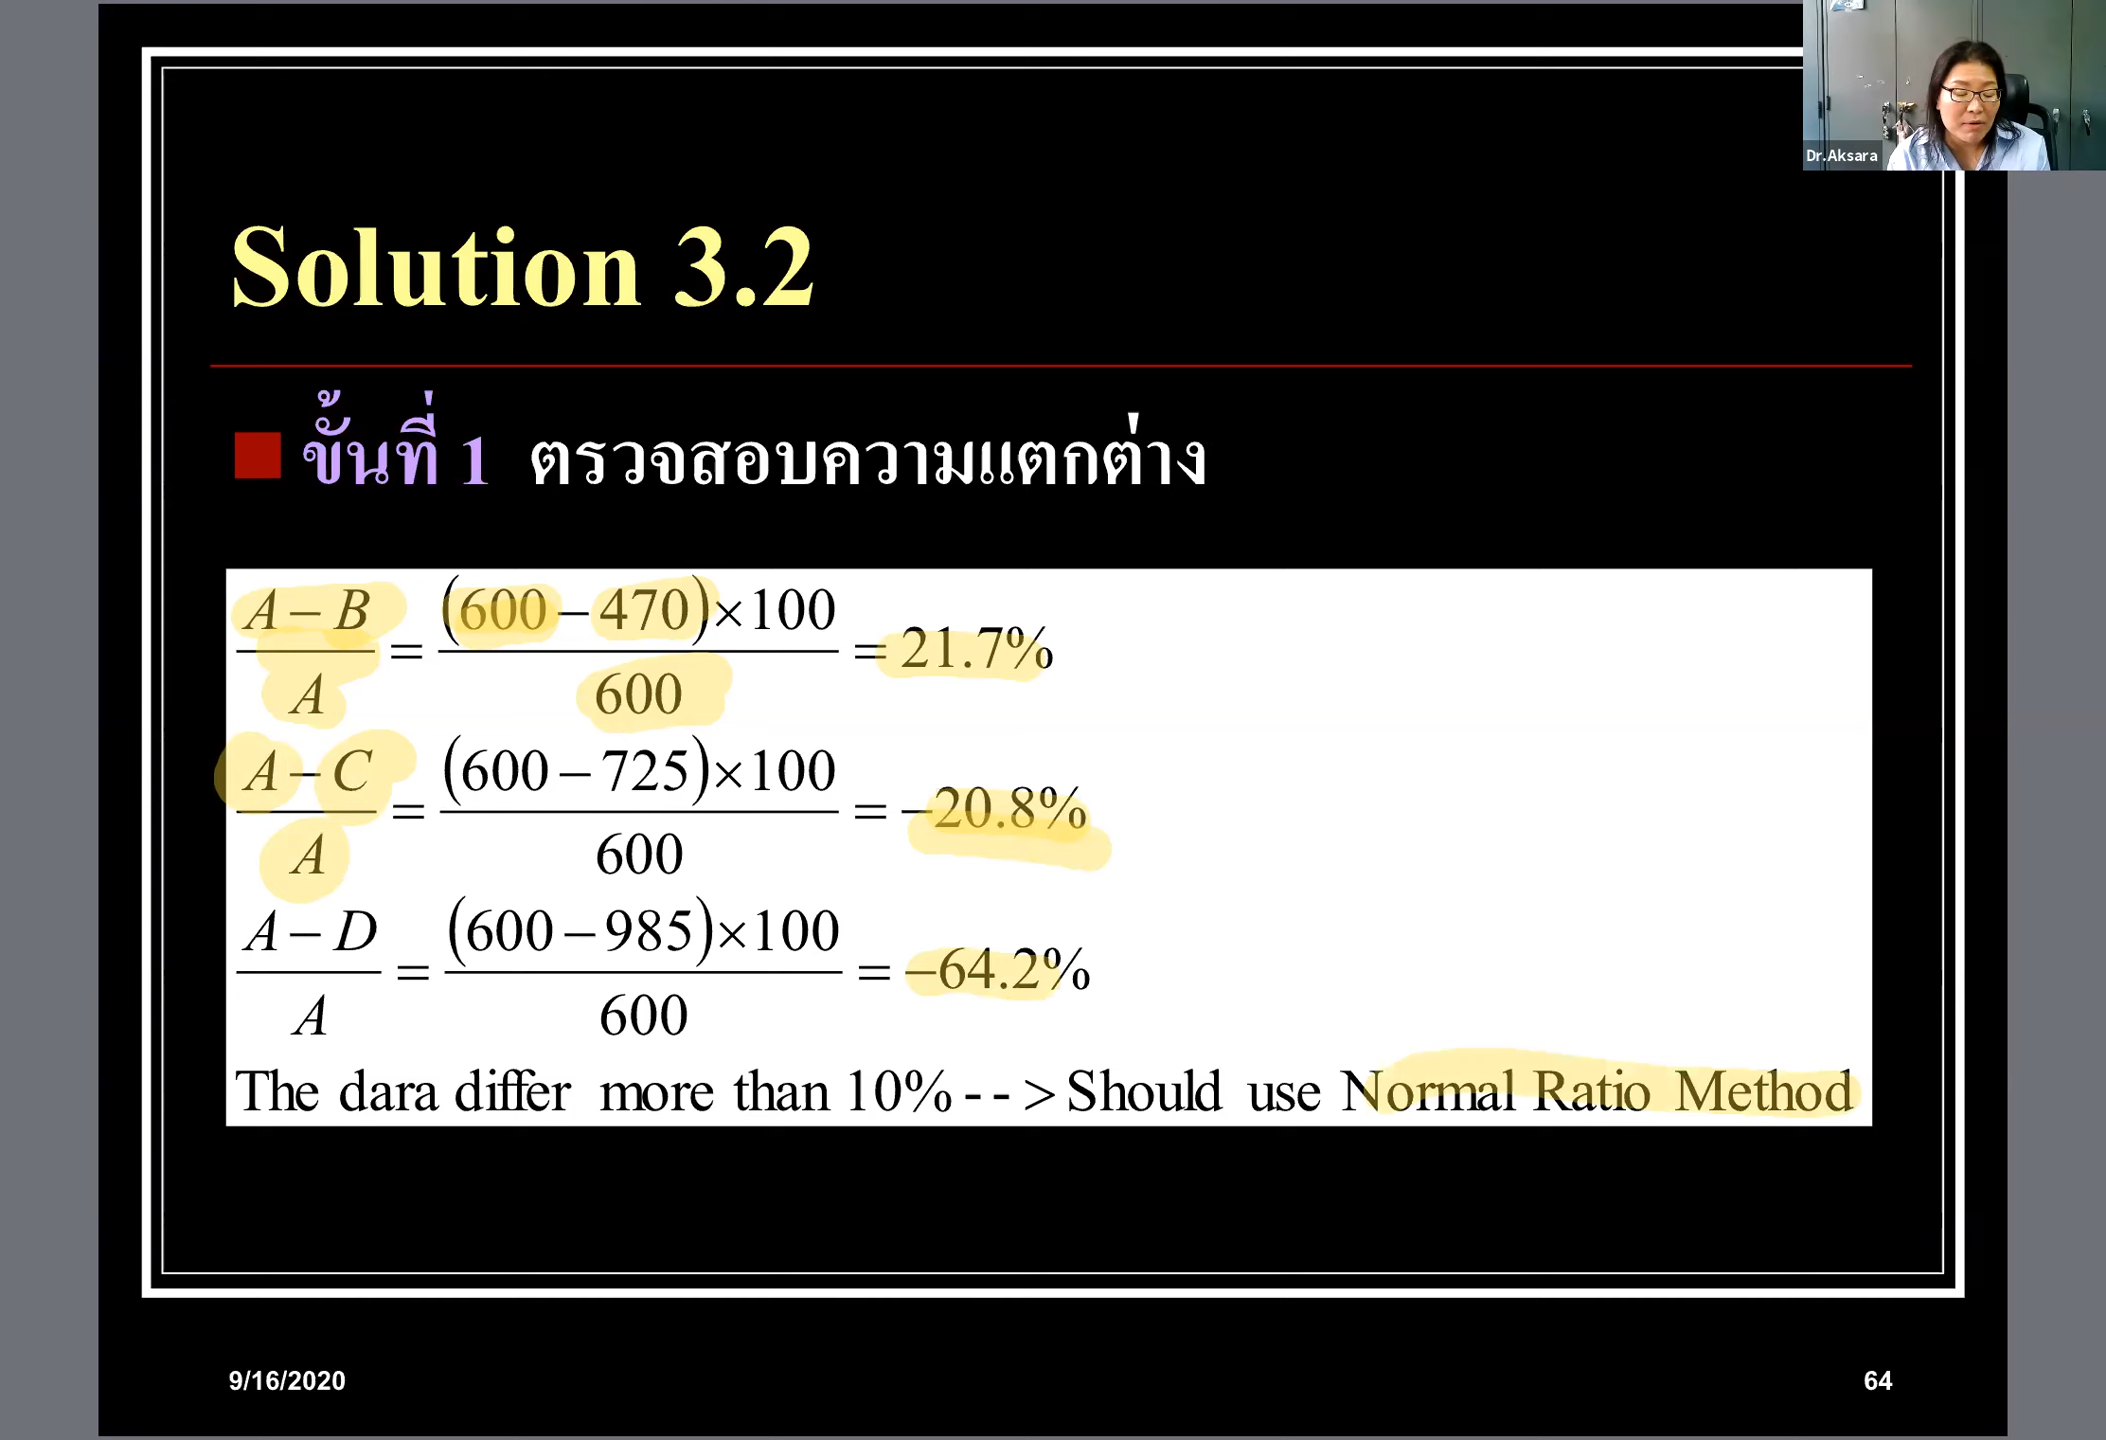 Dr.Aksara
Solution 3.2
ขั้นที่ 1 ตรวจสอบความแตกต่าง
(A − B)/A = (600 − 470)×100/600 = 21.7%
(A − C)/A = (600 − 725)×100/600 = −20.8%
(A − D)/A = (600 − 985)×100/600 = −64.2%
The dara differ more than 10% - - > Should use Normal Ratio Method
9/16/2020
64